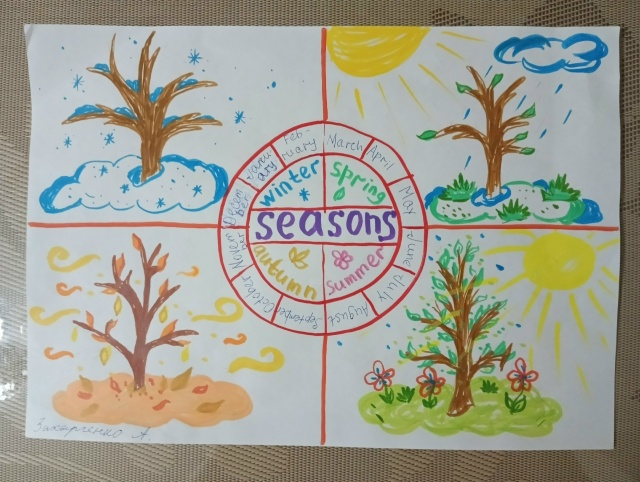 Feb-
ruary
March
April
Janua
ary
winter
spring
May
Decem
ber
seasons
Novem
ber
June
autumn
Summer
October
July
September
August